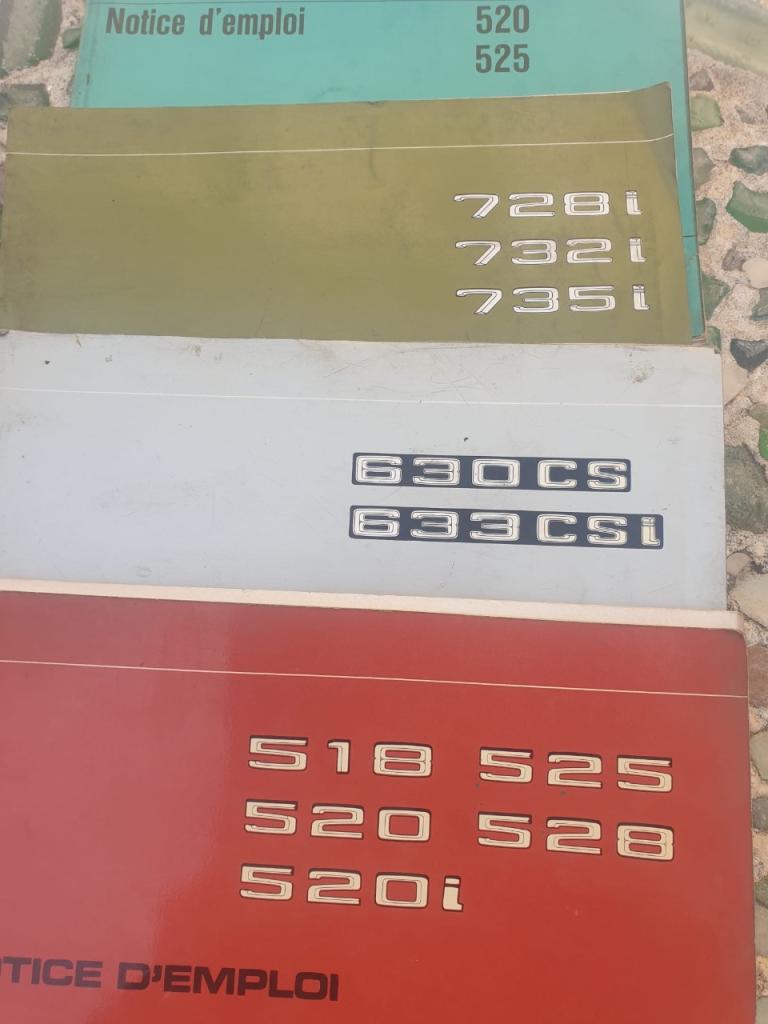 Notice d'emploi 520
525
728i
732i
735i
630CS
633CSi
518 525
520 528
520i
OTICE D'EMPLOI